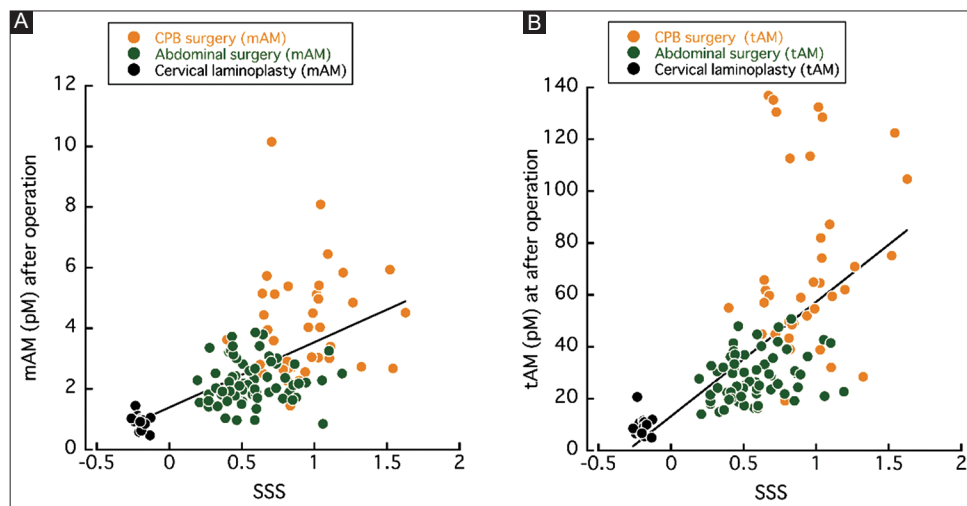 A
CPB surgery (mAM)
Abdominal surgery (mAM)
Cervical laminoplasty (mAM)
12
10
8
6
4
2
0
mAM (pM) after operation
-0.5 0 0.5 1 1.5 2
SSS
B
CPB surgery (tAM)
Abdominal surgery (tAM)
Cervical laminoplasty (tAM)
140
120
100
80
60
40
20
0
tAM (pM) at after operation
-0.5 0 0.5 1 1.5 2
SSS